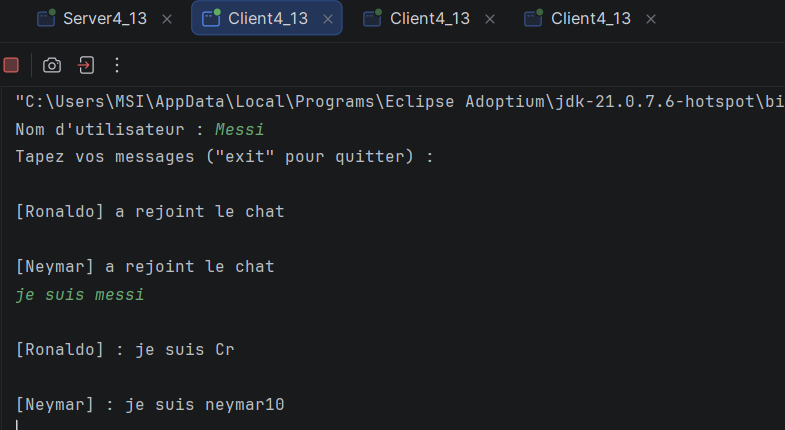 Server4_13 Client4_13 Client4_13 Client4_13
"C:\Users\MSI\AppData\Local\Programs\Eclipse Adoptium\jdk-21.0.7.6-hotspot\bi
Nom d'utilisateur : Messi
Tapez vos messages ("exit" pour quitter) :
[Ronaldo] a rejoint le chat
[Neymar] a rejoint le chat
je suis messi
[Ronaldo] : je suis Cr
[Neymar] : je suis neymar10